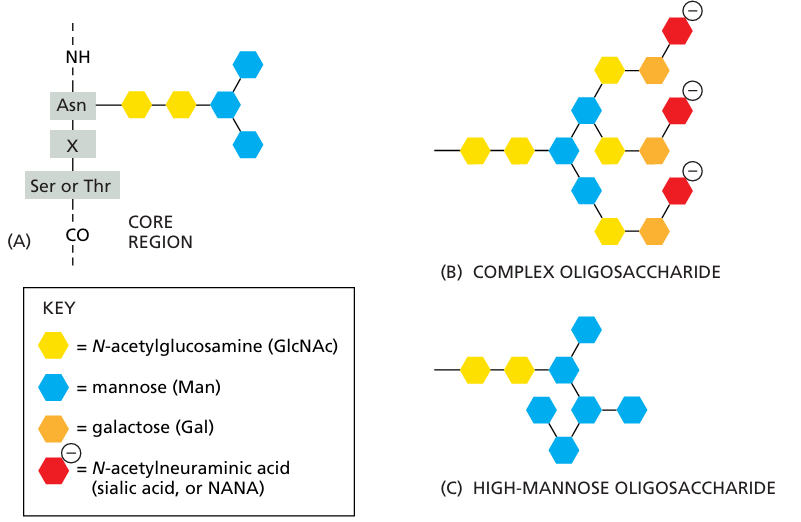 NH
Asn
X
Ser or Thr
CO
(A)
CORE
REGION
−
−
−
(B) COMPLEX OLIGOSACCHARIDE
KEY
= N-acetylglucosamine (GlcNAc)
= mannose (Man)
= galactose (Gal)
−
= N-acetylneuraminic acid
(sialic acid, or NANA)
(C) HIGH-MANNOSE OLIGOSACCHARIDE